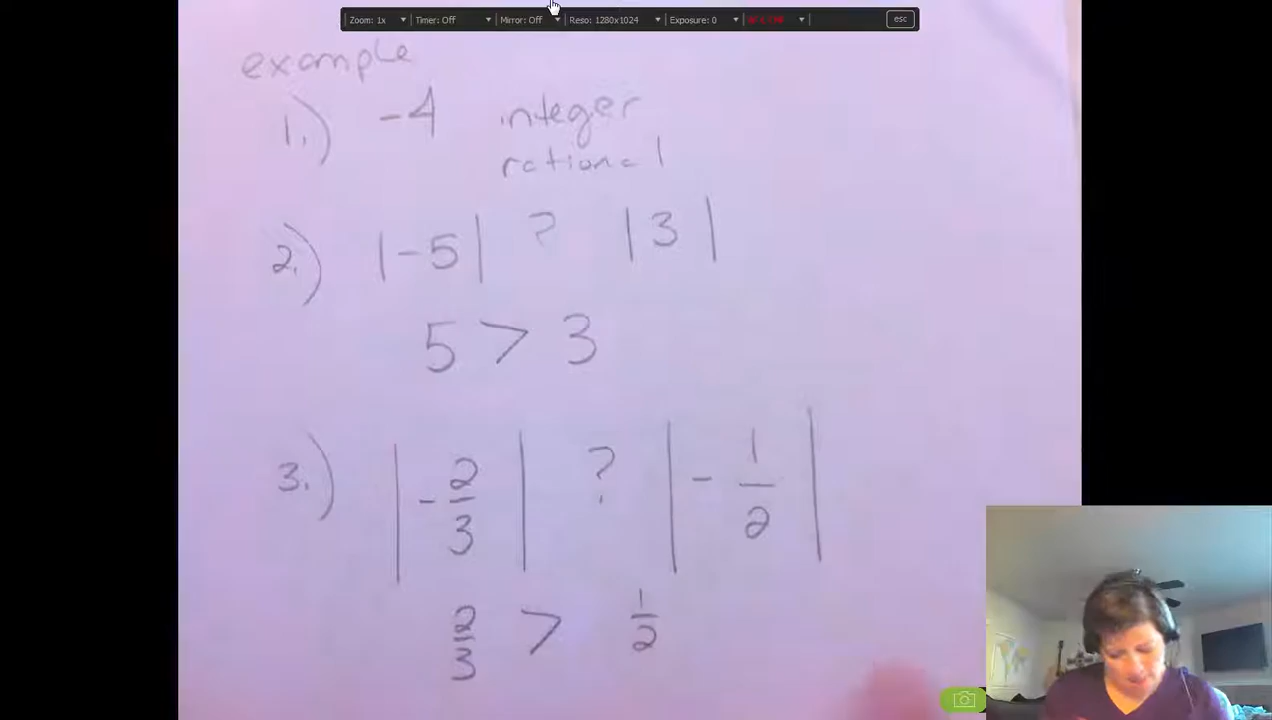 Zoom: 1x Timer: Off Mirror: Off Reso: 1280x1024 Exposure: 0 esc
example
1.) -4 integer
rational
2.) |-5| ? |3|
5 > 3
3.) |-2/3| ? |-1/2|
2/3 > 1/2